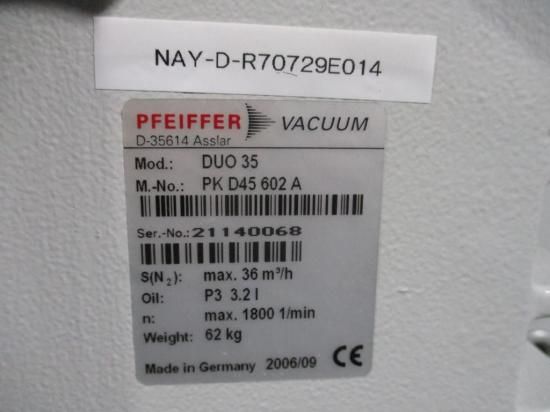 NAY-D-R70729E014
PFEIFFER VACUUM
D-35614 Asslar
Mod.: DUO 35
M.-No.: PK D45 602 A
Ser.-No.: 21140068
S(N₂): max. 36 m³/h
Oil: P3 3.2 l
n: max. 1800 1/min
Weight: 62 kg
Made in Germany 2006/09 CE